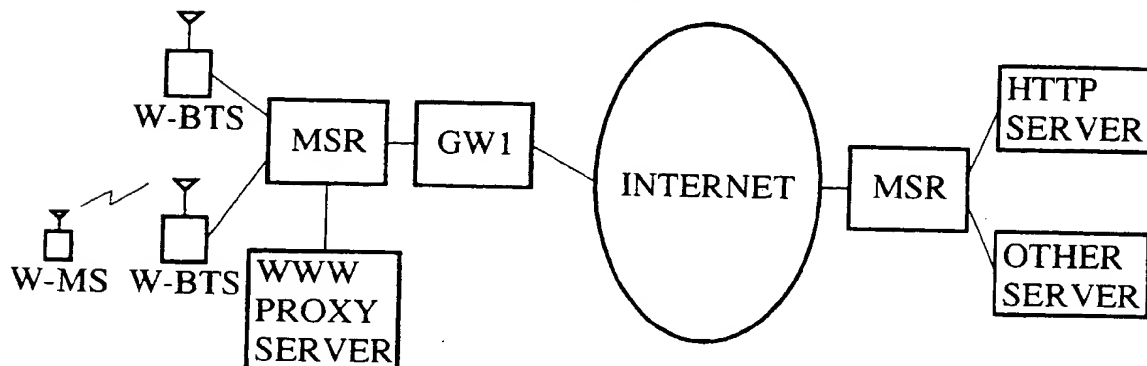 W-BTS
MSR
GW1
INTERNET
MSR
HTTP
SERVER
W-MS
W-BTS
WWW
PROXY
SERVER
OTHER
SERVER